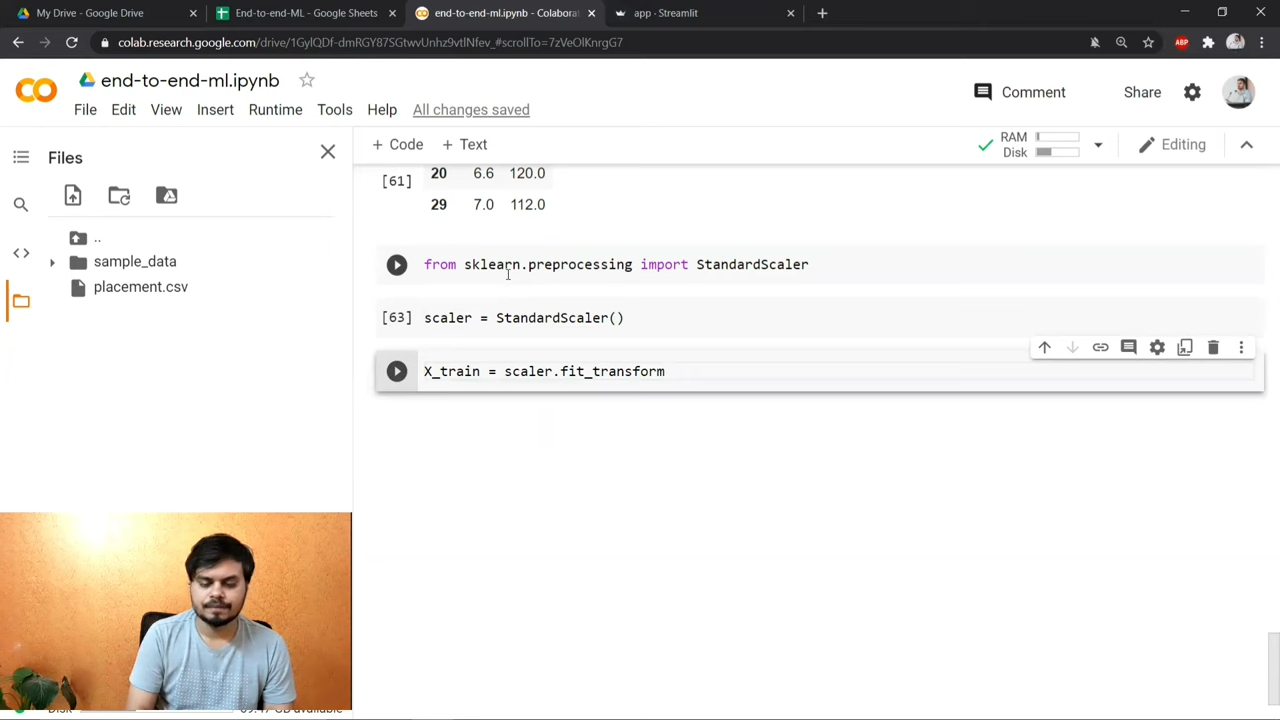 My Drive - Google Drive
End-to-end-ML - Google Sheets
end-to-end-ml.ipynb - Colaborat
app · Streamlit
colab.research.google.com/drive/1GylQDf-dmRGY87SGtwvUnhz9vtlNfev_#scrollTo=7zVeOlKnrgG7
ABP
end-to-end-ml.ipynb
Comment
Share
File Edit View Insert Runtime Tools Help All changes saved
Files
+ Code + Text
RAM
Disk
Editing
[61]
20 6.6 120.0
29 7.0 112.0
..
sample_data
placement.csv
from sklearn.preprocessing import StandardScaler
[63] scaler = StandardScaler()
X_train = scaler.fit_transform